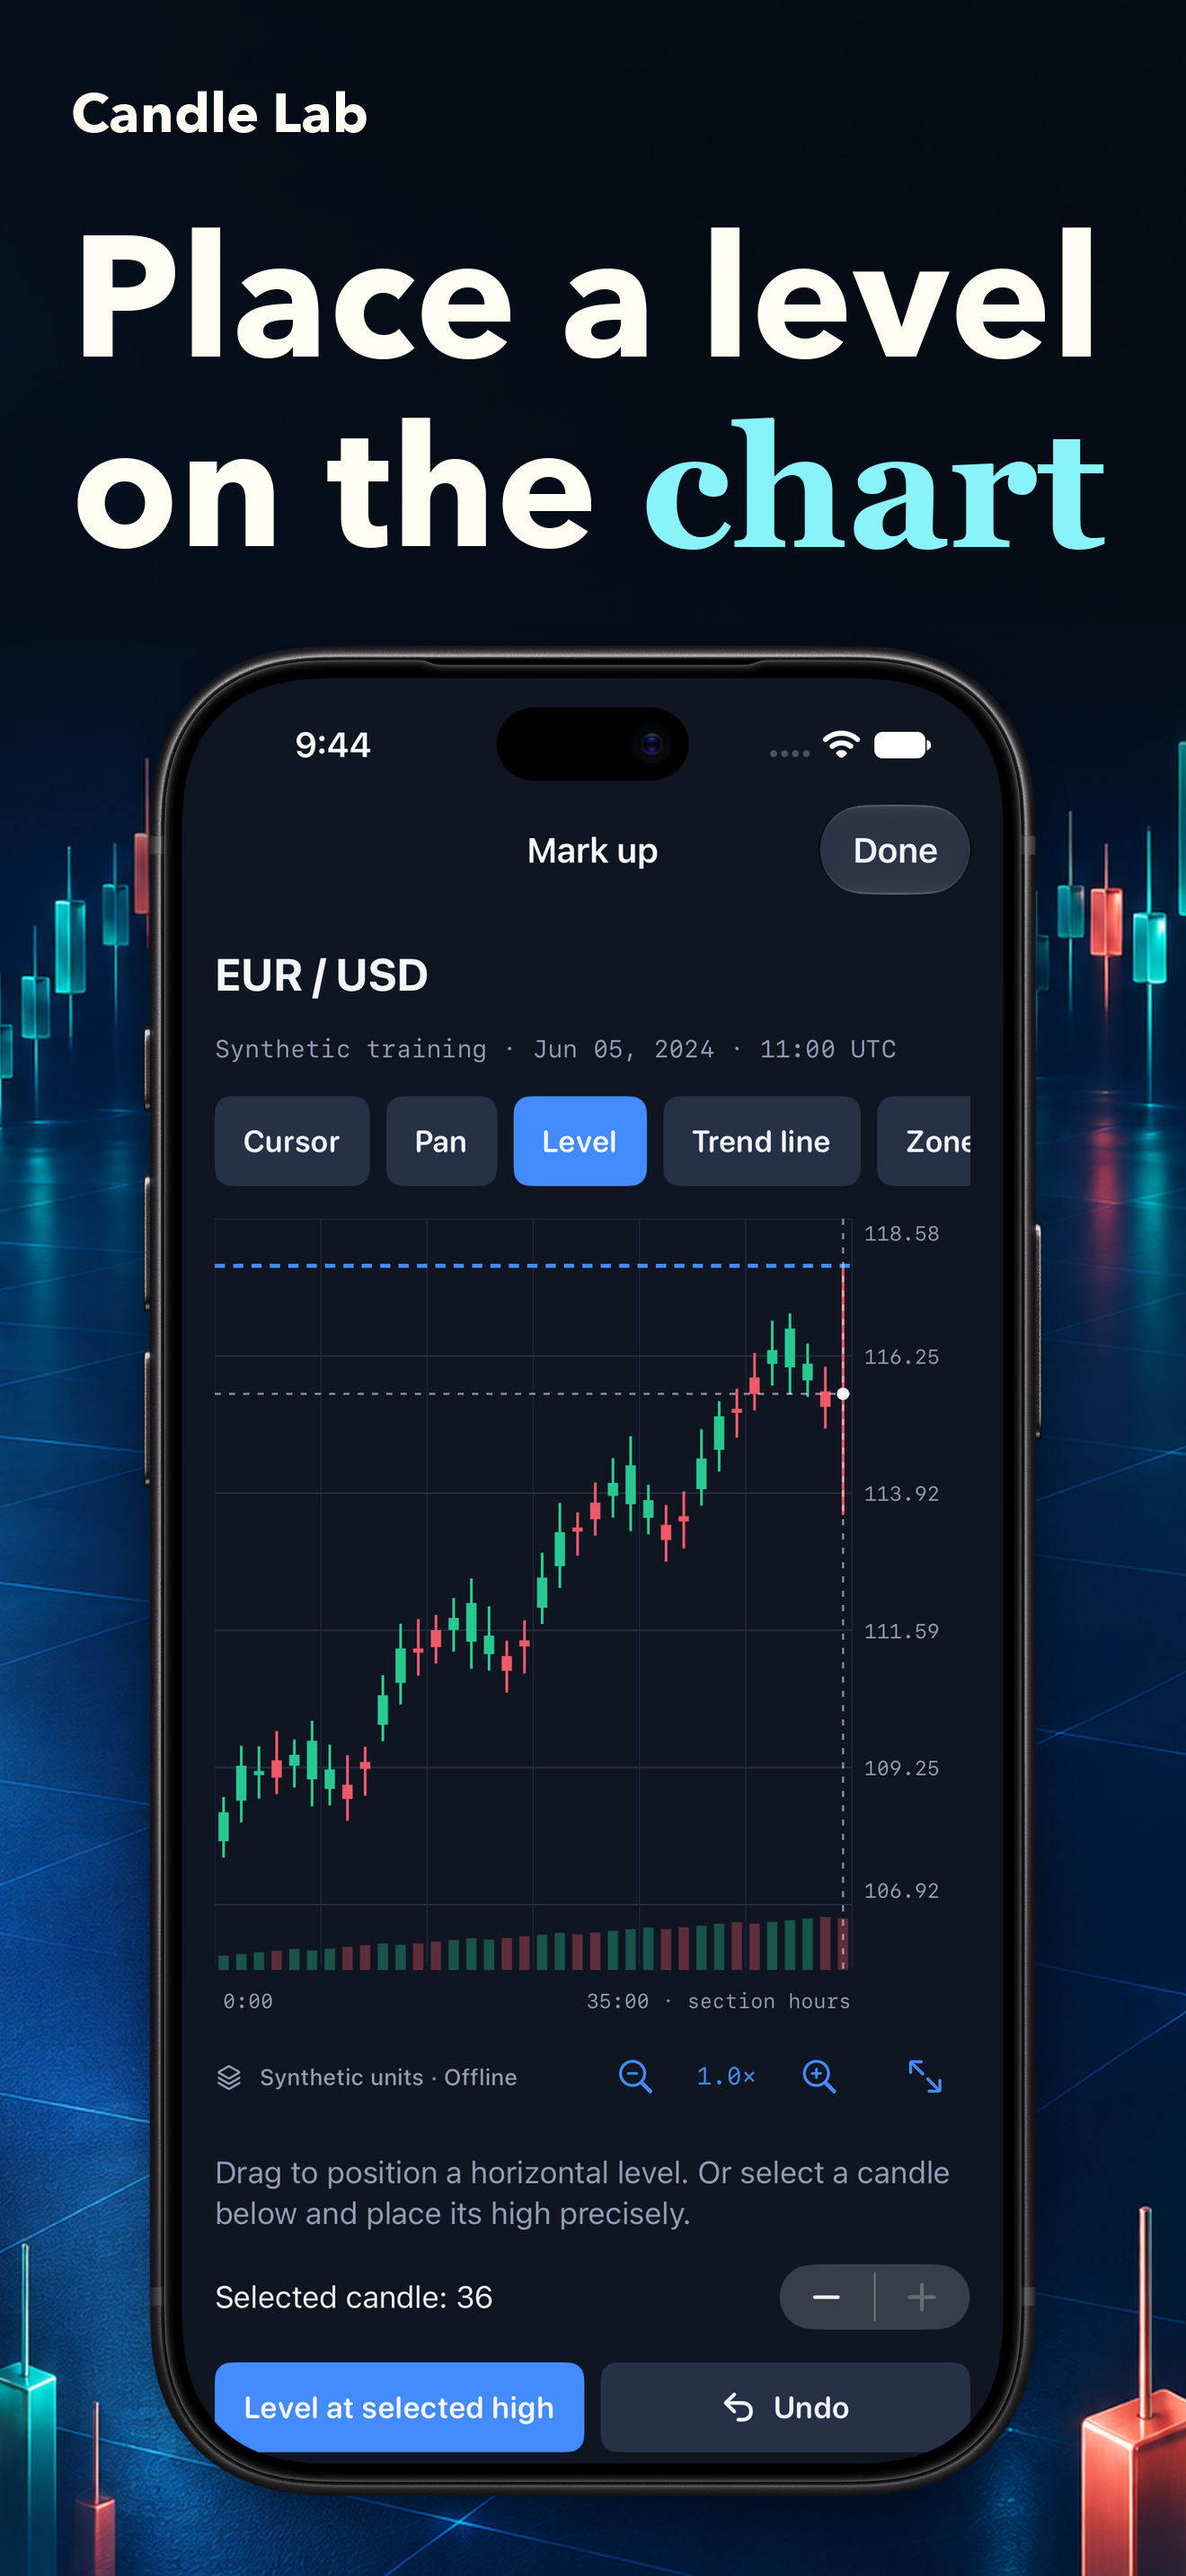 Candle Lab
Place a level
on the chart
9:44
Mark up
Done
EUR / USD
Synthetic training · Jun 05, 2024 · 11:00 UTC
Cursor
Pan
Level
Trend line
Zone
118.58
116.25
113.92
111.59
109.25
106.92
0:00
35:00 · section hours
Synthetic units · Offline
1.0×
Drag to position a horizontal level. Or select a candle
below and place its high precisely.
Selected candle: 36
Level at selected high
Undo